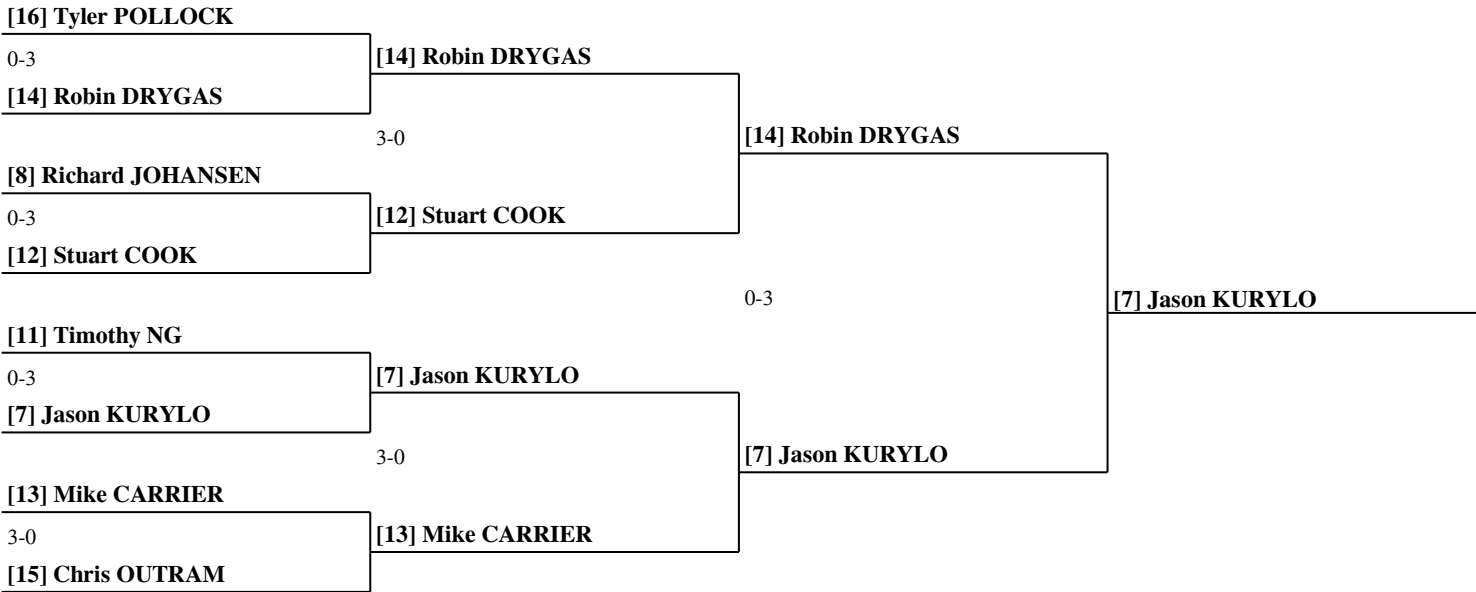 [16] Tyler POLLOCK
0-3
[14] Robin DRYGAS
[14] Robin DRYGAS
3-0
[14] Robin DRYGAS
[8] Richard JOHANSEN
0-3
[12] Stuart COOK
[12] Stuart COOK
0-3
[7] Jason KURYLO
[11] Timothy NG
0-3
[7] Jason KURYLO
[7] Jason KURYLO
3-0
[7] Jason KURYLO
[13] Mike CARRIER
3-0
[13] Mike CARRIER
[15] Chris OUTRAM